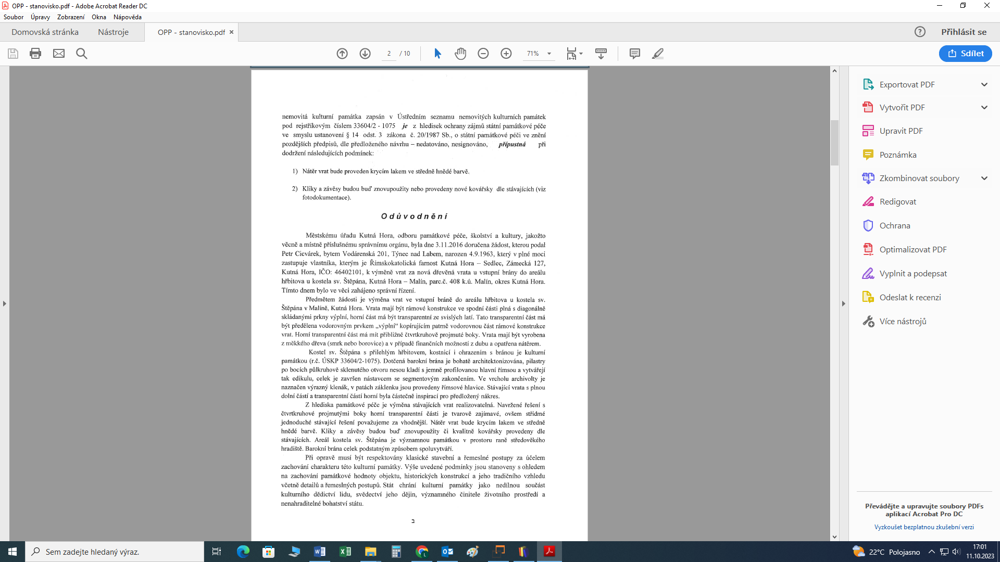 OPP - stanovisko.pdf - Adobe Acrobat Reader DC
Soubor Úpravy Zobrazení Okna Nápověda
Domovská stránka Nástroje OPP - stanovisko.pdf × Přihlásit se
2 / 10 71% Sdílet
nemovitá kulturní památka zapsán v Ústředním seznamu nemovitých kulturních památek
pod rejstříkovým číslem 33604/2 - 1075 je z hledisek ochrany zájmů státní památkové péče
ve smyslu ustanovení § 14 odst. 3 zákona č. 20/1987 Sb., o státní památkové péči ve znění
pozdějších předpisů, dle předloženého návrhu – nedatováno, nesignováno, přípustná při
dodržení následujících podmínek:
1) Nátěr vrat bude proveden krycím lakem ve středně hnědé barvě.
2) Kliky a závěsy budou buď znovupoužity nebo provedeny nové kovářsky dle stávajících (viz
fotodokumentace).
Odůvodnění
Městskému úřadu Kutná Hora, odboru památkové péče, školství a kultury, jakožto
věcně a místně příslušnému správnímu orgánu, byla dne 3.11.2016 doručena žádost, kterou podal
Petr Cicvárek, bytem Vodárenská 201, Týnec nad Labem, narozen 4.9.1963, který v plné moci
zastupuje vlastníka, kterým je Římskokatolická farnost Kutná Hora – Sedlec, Zámecká 127,
Kutná Hora, IČO: 46402101, k výměně vrat za nová dřevěná vrata u vstupní brány do areálu
hřbitova u kostela sv. Štěpána, Kutná Hora – Malín, parc.č. 408 k.ú. Malín, okres Kutná Hora.
Tímto dnem bylo ve věci zahájeno správní řízení.
Předmětem žádosti je výměna vrat ve vstupní bráně do areálu hřbitova u kostela sv.
Štěpána v Malíně, Kutná Hora. Vrata mají být rámové konstrukce ve spodní části plná s diagonálně
skládanými prkny výplní, horní část má být transparentní ze svislých latí. Tato transparentní část má
být předělena vodorovným prvkem „výplní“ kopírujícím patrně vodorovnou část rámové konstrukce
vrat. Horní transparentní část má mít přibližně čtvrtkruhově projmuté boky. Vrata mají být vyrobena
z měkkého dřeva (smrk nebo borovice) a v případě finančních možností z dubu a opatřena nátěrem.
Kostel sv. Štěpána s přilehlým hřbitovem, kostnicí i ohrazením s bránou je kulturní
památkou (r.č. ÚSKP 33604/2-1075). Dotčená barokní brána je bohatě architektonizována, pilastry
po bocích půlkruhově sklenutého otvoru nesou kladí s jemně profilovanou hlavní římsou a vytvářejí
tak edikulu, celek je završen nástavcem se segmentovým zakončením. Ve vrcholu archivolty je
naznačen výrazný klenák, v patách záklenku jsou provedeny římsové hlavice. Stávající vrata s plnou
dolní částí a transparentní částí horní byla částečně inspirací pro předložený nákres.
Z hlediska památkové péče je výměna stávajících vrat realizovatelná. Navržené řešení s
čtvrtkruhové projmutými boky horní transparentní části je tvarově zajímavé, ovšem střídmé
jednoduché stávající řešení považujeme za vhodnější. Nátěr vrat bude krycím lakem ve středně
hnědé barvě. Kliky a závěsy budou buď znovupoužity či kvalitně kovářsky provedeny dle
stávajících. Areál kostela sv. Štěpána je významnou památkou v prostoru raně středověkého
hradiště. Barokní brána celek podstatným způsobem spoluvytváří.
Při opravě musí být respektovány klasické stavební a řemeslné postupy za účelem
zachování charakteru této kulturní památky. Výše uvedené podmínky jsou stanoveny s ohledem
na zachování památkové hodnoty objektu, historických konstrukcí a jeho tradičního vzhledu
včetně detailů a řemeslných postupů. Stát chrání kulturní památky jako nedílnou součást
kulturního dědictví lidu, svědectví jeho dějin, významného činitele životního prostředí a
nenahraditelné bohatství státu.
Exportovat PDF
Vytvořit PDF
Upravit PDF
Poznámka
Zkombinovat soubory
Redigovat
Ochrana
Optimalizovat PDF
Vyplnit a podepsat
Odeslat k recenzi
Více nástrojů
Převádějte a upravujte soubory PDFs
aplikací Acrobat Pro DC
Vyzkoušet bezplatnou zkušební verzi
Sem zadejte hledaný výraz.
22°C Polojasno
17:01
11.10.2023